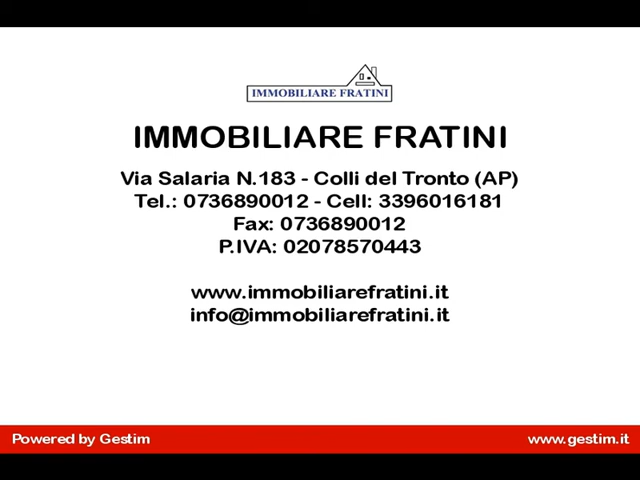 IMMOBILIARE FRATINI
IMMOBILIARE FRATINI
Via Salaria N.183 - Colli del Tronto (AP)
Tel.: 0736890012 - Cell: 3396016181
Fax: 0736890012
P.IVA: 02078570443
www.immobiliarefratini.it
info@immobiliarefratini.it
Powered by Gestim
www.gestim.it